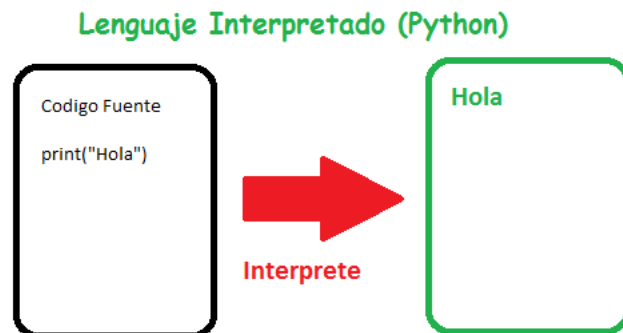 Lenguaje Interpretado (Python)
Codigo Fuente
print("Hola")
Interprete
Hola